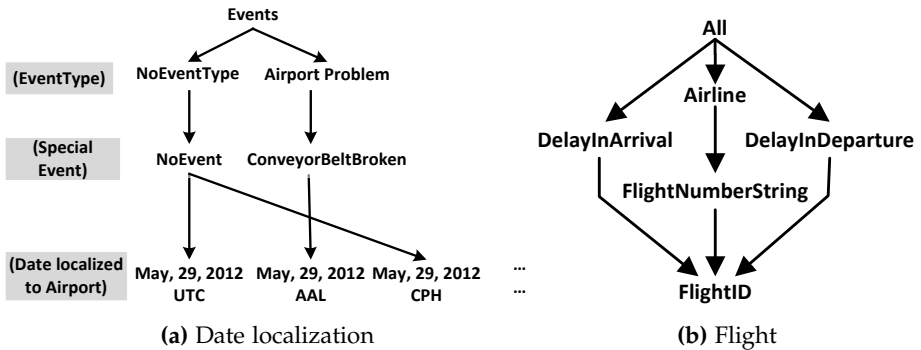 Events
(EventType)
NoEventType
Airport Problem
(Special
Event)
NoEvent
ConveyorBeltBroken
(Date localized
to Airport)
May, 29, 2012
UTC
May, 29, 2012
AAL
May, 29, 2012
CPH
...
...
(a) Date localization
All
Airline
DelayInArrival
DelayInDeparture
FlightNumberString
FlightID
(b) Flight